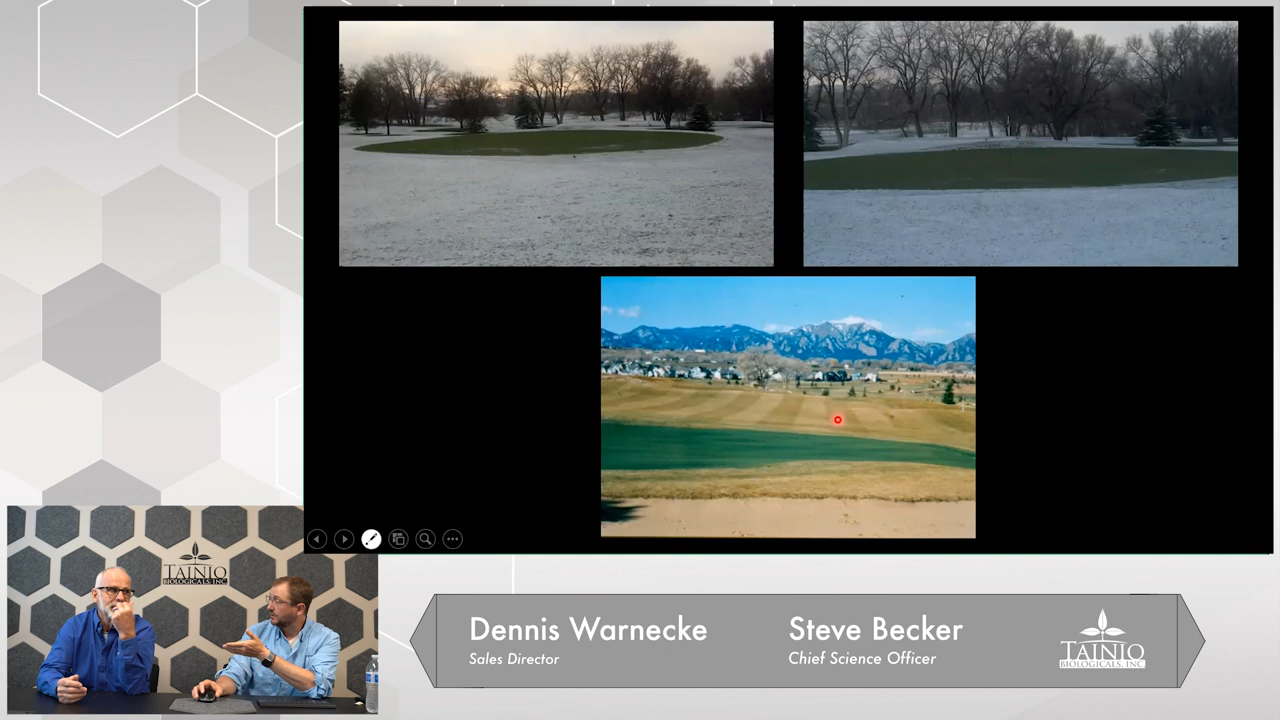 TAINIO
BIOLOGICALS, INC
Dennis Warnecke
Sales Director
Steve Becker
Chief Science Officer
TAINIO
BIOLOGICALS, INC